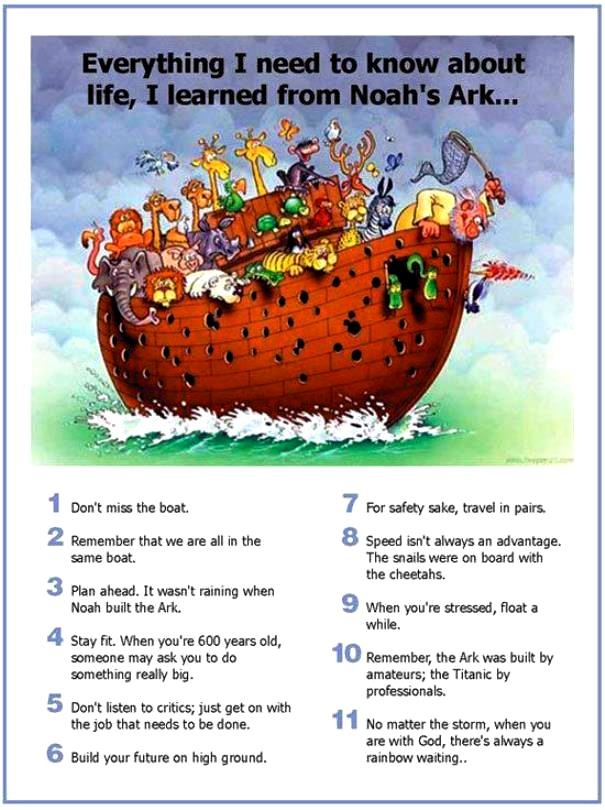 Everything I need to know about
life, I learned from Noah's Ark...
1 Don't miss the boat.
2 Remember that we are all in the
same boat.
3 Plan ahead. It wasn't raining when
Noah built the Ark.
4 Stay fit. When you're 600 years old,
someone may ask you to do
something really big.
5 Don't listen to critics; just get on with
the job that needs to be done.
6 Build your future on high ground.
7 For safety sake, travel in pairs.
8 Speed isn't always an advantage.
The snails were on board with
the cheetahs.
9 When you're stressed, float a
while.
10 Remember, the Ark was built by
amateurs; the Titanic by
professionals.
11 No matter the storm, when you
are with God, there's always a
rainbow waiting..